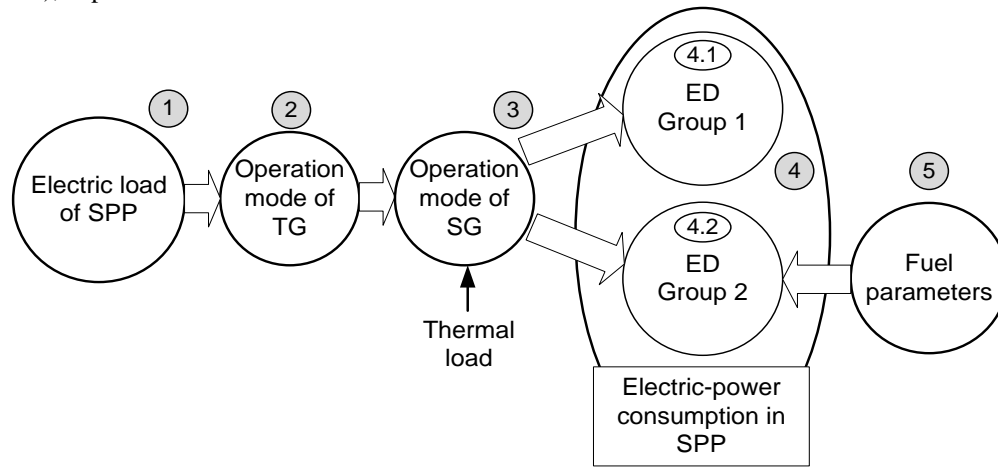 1
Electric load
of SPP
2
Operation
mode of
TG
3
Operation
mode of
SG
Thermal
load
4.1
ED
Group 1
4
4.2
ED
Group 2
5
Fuel
parameters
Electric-power
consumption in
SPP